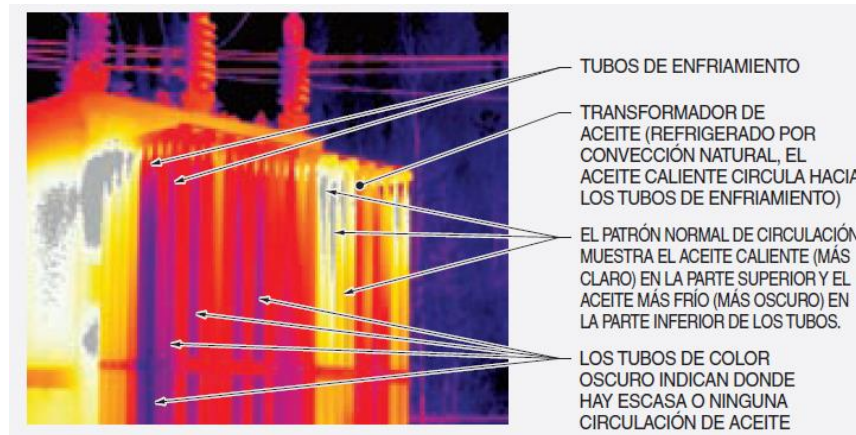 TUBOS DE ENFRIAMIENTO
TRANSFORMADOR DE
ACEITE (REFRIGERADO POR
CONVECCIÓN NATURAL, EL
ACEITE CALIENTE CIRCULA HACIA
LOS TUBOS DE ENFRIAMIENTO)
EL PATRÓN NORMAL DE CIRCULACIÓN
MUESTRA EL ACEITE CALIENTE (MÁS
CLARO) EN LA PARTE SUPERIOR Y EL
ACEITE MÁS FRÍO (MÁS OSCURO) EN
LA PARTE INFERIOR DE LOS TUBOS.
LOS TUBOS DE COLOR
OSCURO INDICAN DONDE
HAY ESCASA O NINGUNA
CIRCULACIÓN DE ACEITE